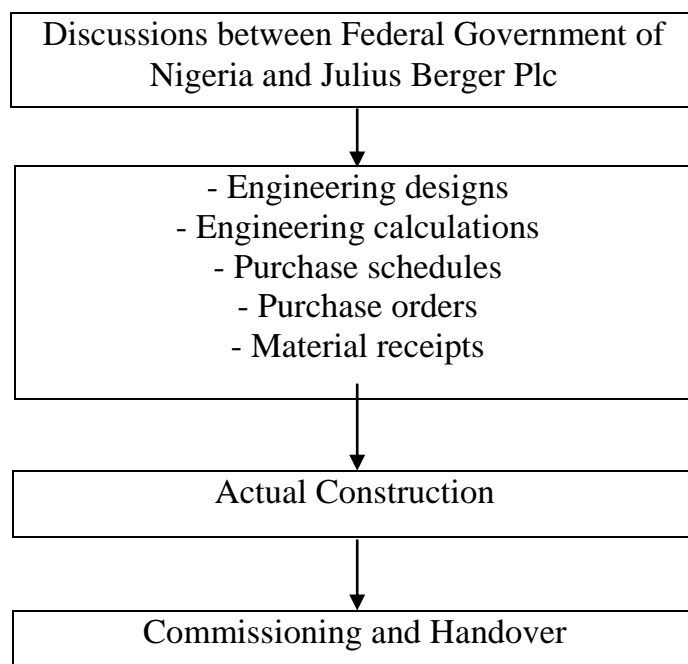 Discussions between Federal Government of
Nigeria and Julius Berger Plc
- Engineering designs
- Engineering calculations
- Purchase schedules
- Purchase orders
- Material receipts
Actual Construction
Commissioning and Handover